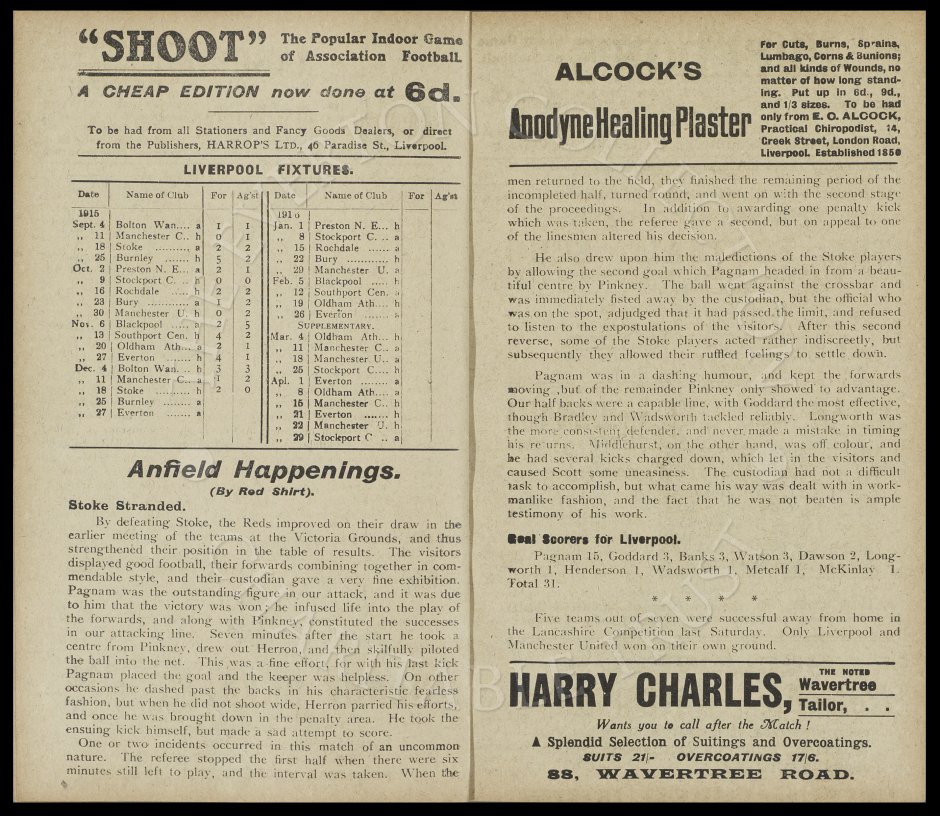 "SHOOT" The Popular Indoor Game
of Association Football.
A CHEAP EDITION now done at 6d.
To be had from all Stationers and Fancy Goods Dealers, or direct
from the Publishers, HARROP'S LTD., 46 Paradise St., Liverpool.
LIVERPOOL FIXTURES.
Date Name of Club For Ag'st
1915
Sept. 4 Bolton Wan.... a 1 1
,, 11 Manchester C.. h 0 1
,, 18 Stoke .......... a 2 2
,, 25 Burnley ....... h 5 2
Oct. 2 Preston N. E... a 2 1
,, 9 Stockport C. .. h 0 0
,, 16 Rochdale ..... h 2 2
,, 23 Bury ........... a 1 2
,, 30 Manchester U. h 0 2
Nov. 6 Blackpool ..... a 2 5
,, 13 Southport Cen. h 4 2
,, 20 Oldham Ath... a 2 1
,, 27 Everton ....... h 4 1
Dec. 4 Bolton Wan. .. h 3 3
,, 11 Manchester C.. a 1 2
,, 18 Stoke .......... h 2 0
,, 25 Burnley ....... a
,, 27 Everton ....... a
Date Name of Club For Ag'st
1916
Jan. 1 Preston N. E... h
,, 8 Stockport C. .. a
,, 15 Rochdale ...... a
,, 22 Bury ........... h
,, 29 Manchester U. a
Feb. 5 Blackpool ..... h
,, 12 Southport Cen. a
,, 19 Oldham Ath.... h
,, 26 Everton ....... a
SUPPLEMENTARY.
Mar. 4 Oldham Ath.... h
,, 11 Manchester C.. a
,, 18 Manchester U.. a
,, 25 Stockport C.... h
Apl. 1 Everton ........ a
,, 8 Oldham Ath.... a
,, 15 Manchester C. h
,, 21 Everton ....... h
,, 22 Manchester U. h
,, 29 Stockport C .. a
Anfield Happenings.
(By Red Shirt).
Stoke Stranded.
By defeating Stoke, the Reds improved on their draw in the
earlier meeting of the teams at the Victoria Grounds, and thus
strengthened their position in the table of results. The visitors
displayed good football, their forwards combining together in com-
mendable style, and their custodian gave a very fine exhibition.
Pagnam was the outstanding figure in our attack, and it was due
to him that the victory was won; he infused life into the play of
the forwards, and along with Pinkney, constituted the successes
in our attacking line. Seven minutes after the start he took a
centre from Pinkney, drew out Herron, and then skilfully piloted
the ball into the net. This was a fine effort, for with his last kick
Pagnam placed the goal and the keeper was helpless. On other
occasions he dashed past the backs in his characteristic fearless
fashion, but when he did not shoot wide, Herron parried his efforts,
and once he was brought down in the penalty area. He took the
ensuing kick himself, but made a sad attempt to score.
One or two incidents occurred in this match of an uncommon
nature. The referee stopped the first half when there were six
minutes still left to play, and the interval was taken. When the
ALCOCK'S
Anodyne Healing Plaster
For Cuts, Burns, Sprains,
Lumbago, Corns & Bunions;
and all kinds of Wounds, no
matter of how long stand-
ing. Put up in 6d., 9d.,
and 1/3 sizes. To be had
only from E. O. ALCOCK,
Practical Chiropodist, 14,
Creek Street, London Road,
Liverpool. Established 1850
men returned to the field, they finished the remaining period of the
incompleted half, turned round, and went on with the second stage
of the proceedings. In addition to awarding one penalty kick
which was taken, the referee gave a second, but on appeal to one
of the linesmen altered his decision.
He also drew upon him the maledictions of the Stoke players
by allowing the second goal which Pagnam headed in from a beau-
tiful centre by Pinkney. The ball went against the crossbar and
was immediately fisted away by the custodian, but the official who
was on the spot, adjudged that it had passed the limit, and refused
to listen to the expostulations of the visitors. After this second
reverse, some of the Stoke players acted rather indiscreetly, but
subsequently they allowed their ruffled feelings to settle down.
Pagnam was in a dashing humour, and kept the forwards
moving ,but of the remainder Pinkney only showed to advantage.
Our half backs were a capable line, with Goddard the most effective,
though Bradley and Wadsworth tackled reliably. Longworth was
the more consistent defender, and never made a mistake in timing
his returns. Middlehurst, on the other hand, was off colour, and
he had several kicks charged down, which let in the visitors and
caused Scott some uneasiness. The custodian had not a difficult
task to accomplish, but what came his way was dealt with in work-
manlike fashion, and the fact that he was not beaten is ample
testimony of his work.
Goal Scorers for Liverpool.
Pagnam 15, Goddard 3, Banks 3, Watson 3, Dawson 2, Long-
worth 1, Henderson 1, Wadsworth 1, Metcalf 1, McKinlay 1.
Total 31.
* * * *
Five teams out of seven were successful away from home in
the Lancashire Competition last Saturday. Only Liverpool and
Manchester United won on their own ground.
HARRY CHARLES, THE NOTED
Wavertree
Tailor, . .
Wants you to call after the Match!
A Splendid Selection of Suitings and Overcoatings.
SUITS 21/- OVERCOATINGS 17/6.
88, WAVERTREE ROAD.